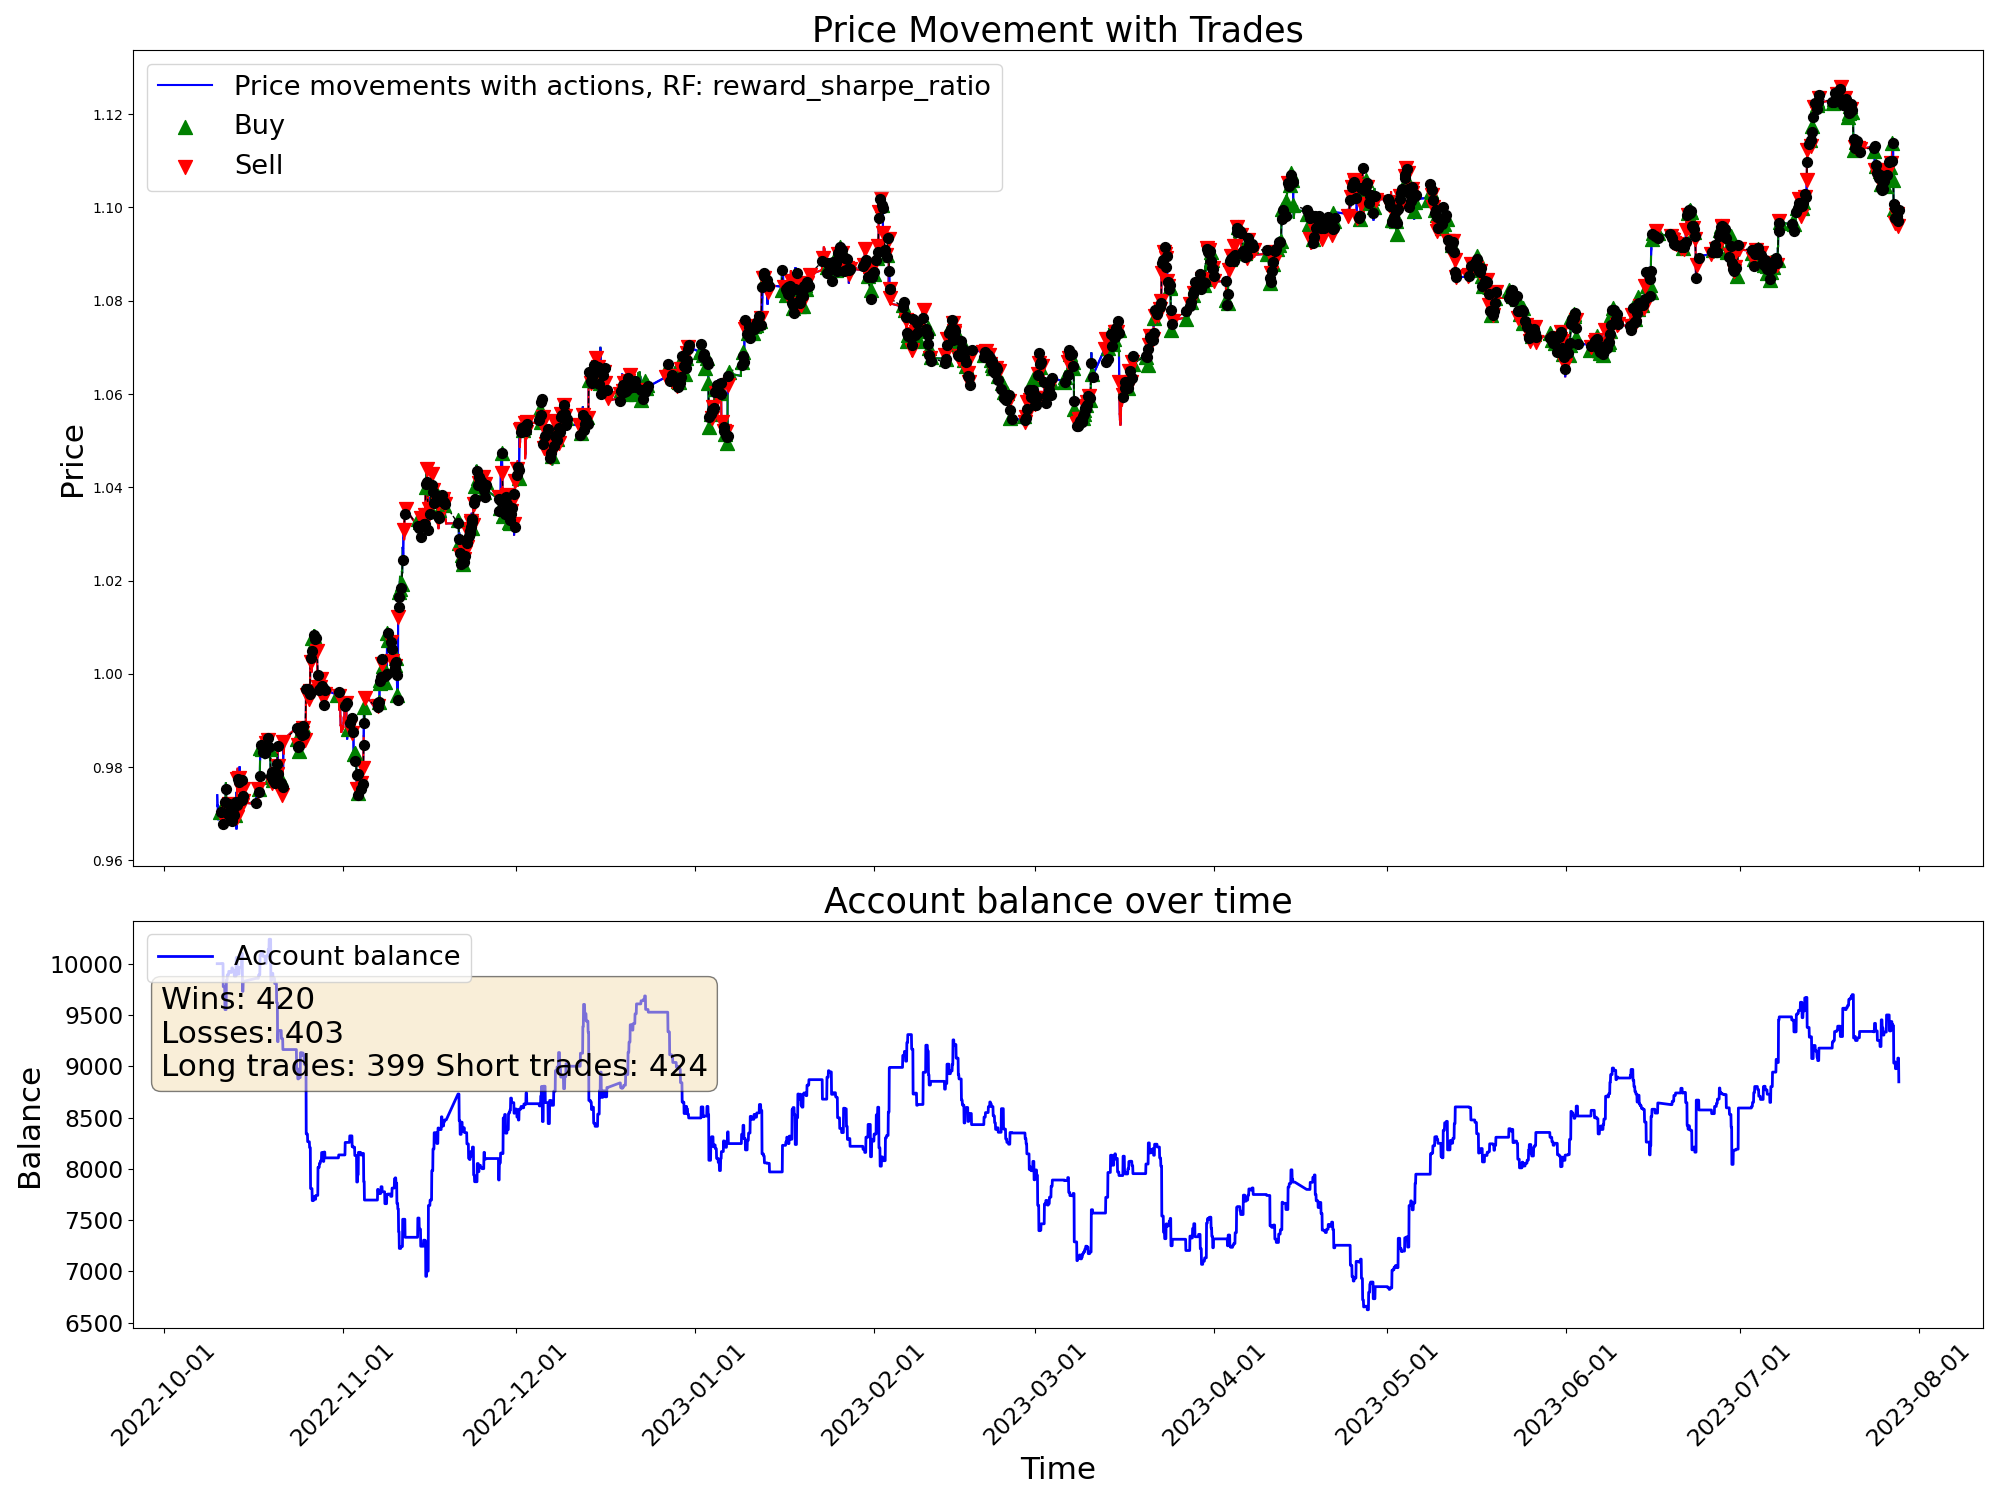 Price Movement with Trades
Price movements with actions, RF: reward_sharpe_ratio
Buy
Sell
Price
1.12
1.10
1.08
1.06
1.04
1.02
1.00
0.98
0.96
Account balance over time
Account balance
Wins: 420
Losses: 403
Long trades: 399 Short trades: 424
Balance
10000
9500
9000
8500
8000
7500
7000
6500
2022-10-01
2022-11-01
2022-12-01
2023-01-01
2023-02-01
2023-03-01
2023-04-01
2023-05-01
2023-06-01
2023-07-01
2023-08-01
Time